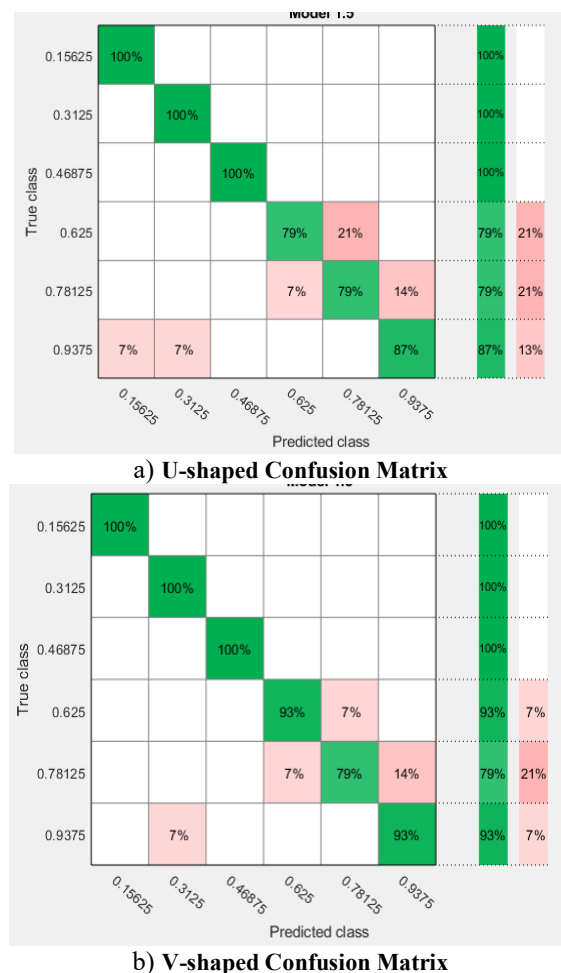 Model 1.5
0.15625 100% 100%
0.3125 100% 100%
0.46875 100% 100%
0.625 79% 21% 79% 21%
0.78125 7% 79% 14% 79% 21%
0.9375 7% 7% 87% 87% 13%
True class
0.15625 0.3125 0.46875 0.625 0.78125 0.9375
Predicted class
a) U-shaped Confusion Matrix
0.15625 100% 100%
0.3125 100% 100%
0.46875 100% 100%
0.625 93% 7% 93% 7%
0.78125 7% 79% 14% 79% 21%
0.9375 7% 93% 93% 7%
True class
0.15625 0.3125 0.46875 0.625 0.78125 0.9375
Predicted class
b) V-shaped Confusion Matrix